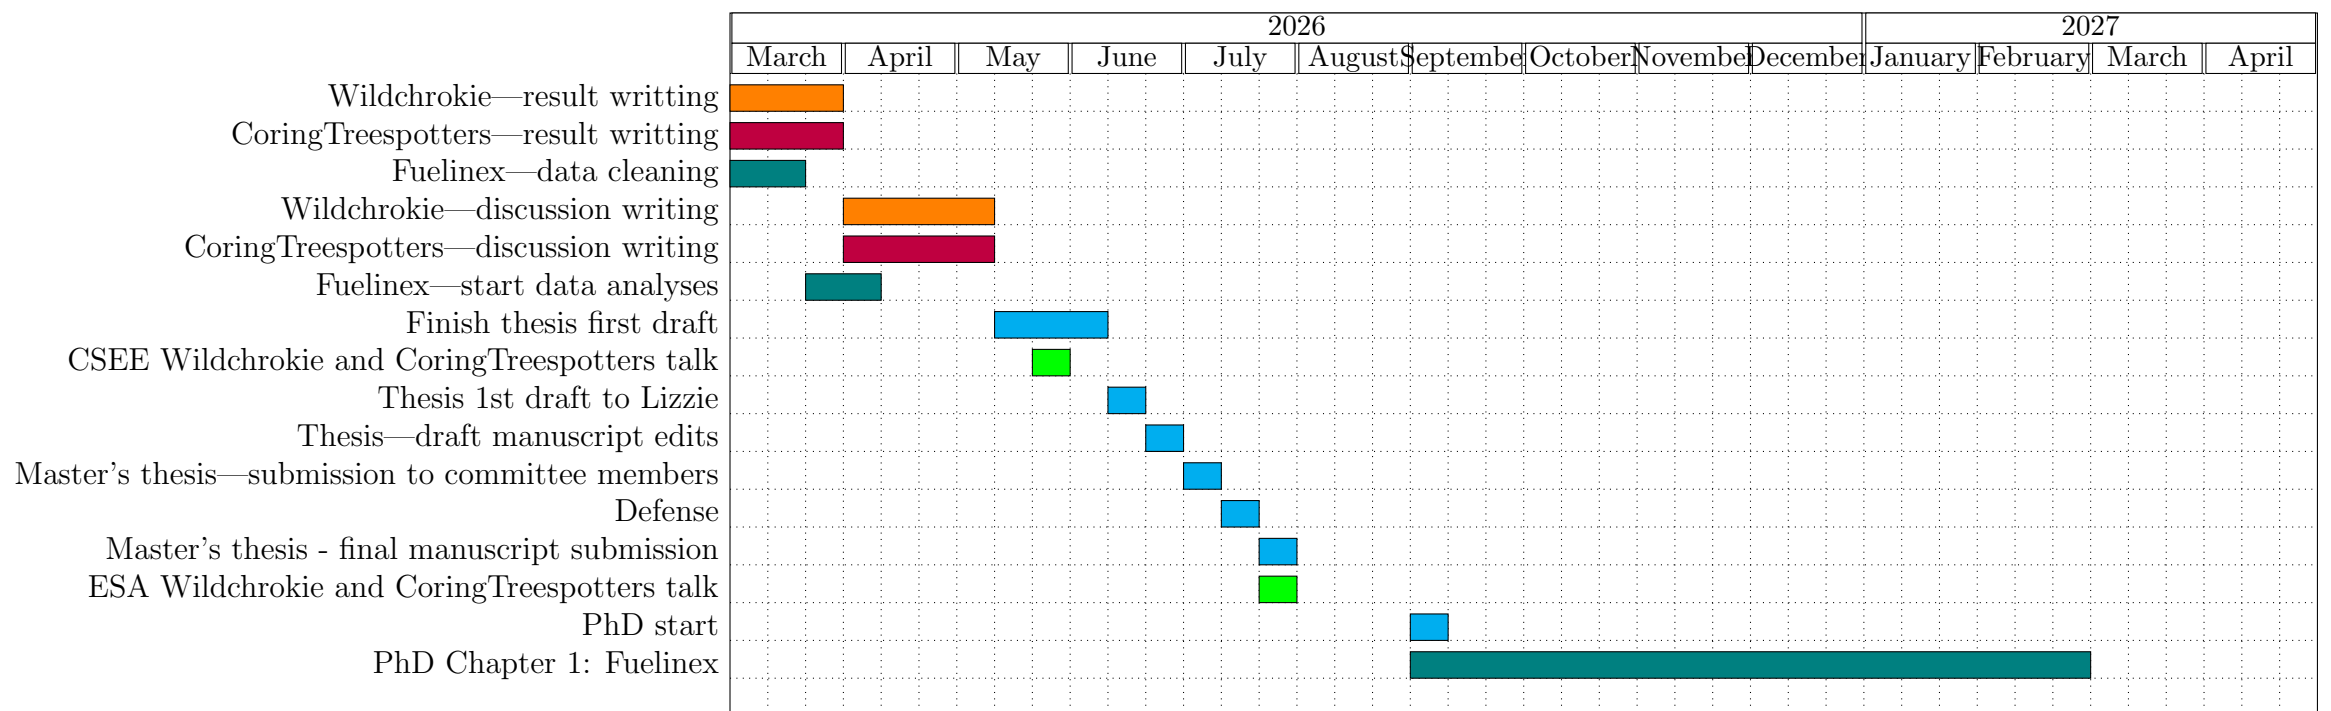 2026 2027
March April May June July August September October November December January February March April
Wildchrokie—result writting
CoringTreespotters—result writting
Fuelinex—data cleaning
Wildchrokie—discussion writing
CoringTreespotters—discussion writing
Fuelinex—start data analyses
Finish thesis first draft
CSEE Wildchrokie and CoringTreespotters talk
Thesis 1st draft to Lizzie
Thesis—draft manuscript edits
Master's thesis—submission to committee members
Defense
Master's thesis - final manuscript submission
ESA Wildchrokie and CoringTreespotters talk
PhD start
PhD Chapter 1: Fuelinex